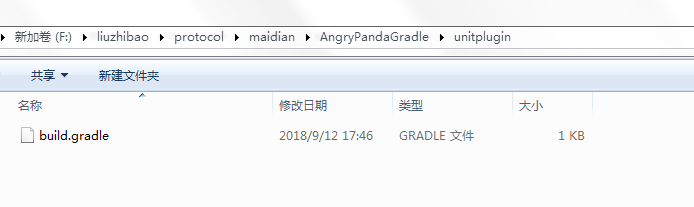 新加卷 (F:) liuzhibao protocol maidian AngryPandaGradle unitplugin
共享 新建文件夹
名称 修改日期 类型 大小
build.gradle 2018/9/12 17:46 GRADLE 文件 1 KB